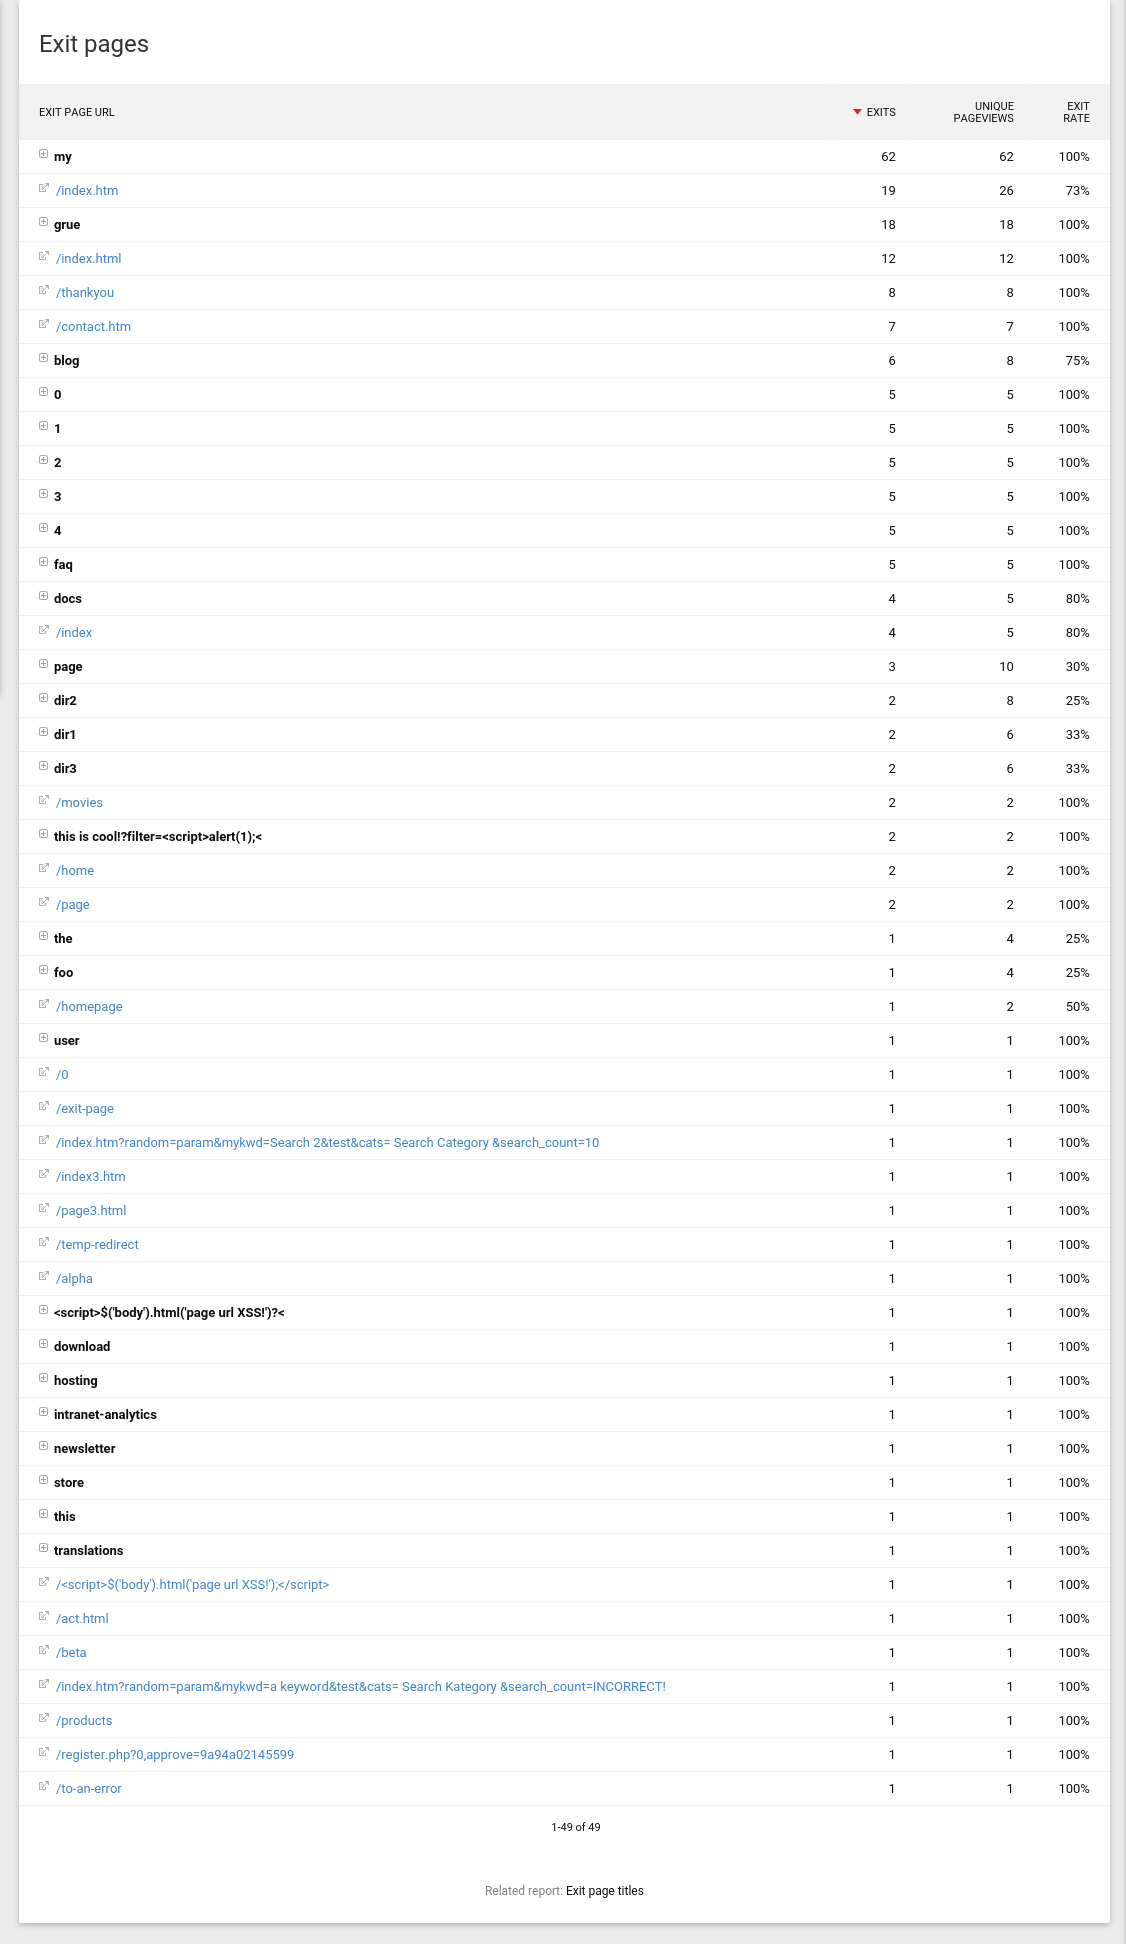 Exit pages
EXIT PAGE URL EXITS UNIQUE PAGEVIEWS EXIT RATE
my 62 62 100%
/index.htm 19 26 73%
grue 18 18 100%
/index.html 12 12 100%
/thankyou 8 8 100%
/contact.htm 7 7 100%
blog 6 8 75%
0 5 5 100%
1 5 5 100%
2 5 5 100%
3 5 5 100%
4 5 5 100%
faq 5 5 100%
docs 4 5 80%
/index 4 5 80%
page 3 10 30%
dir2 2 8 25%
dir1 2 6 33%
dir3 2 6 33%
/movies 2 2 100%
this is cool!?filter=<script>alert(1);< 2 2 100%
/home 2 2 100%
/page 2 2 100%
the 1 4 25%
foo 1 4 25%
/homepage 1 2 50%
user 1 1 100%
/0 1 1 100%
/exit-page 1 1 100%
/index.htm?random=param&mykwd=Search 2&test&cats= Search Category &search_count=10 1 1 100%
/index3.htm 1 1 100%
/page3.html 1 1 100%
/temp-redirect 1 1 100%
/alpha 1 1 100%
<script>$('body').html('page url XSS!')?< 1 1 100%
download 1 1 100%
hosting 1 1 100%
intranet-analytics 1 1 100%
newsletter 1 1 100%
store 1 1 100%
this 1 1 100%
translations 1 1 100%
/<script>$('body').html('page url XSS!');</script> 1 1 100%
/act.html 1 1 100%
/beta 1 1 100%
/index.htm?random=param&mykwd=a keyword&test&cats= Search Kategory &search_count=INCORRECT! 1 1 100%
/products 1 1 100%
/register.php?0,approve=9a94a02145599 1 1 100%
/to-an-error 1 1 100%
1-49 of 49
Related report: Exit page titles